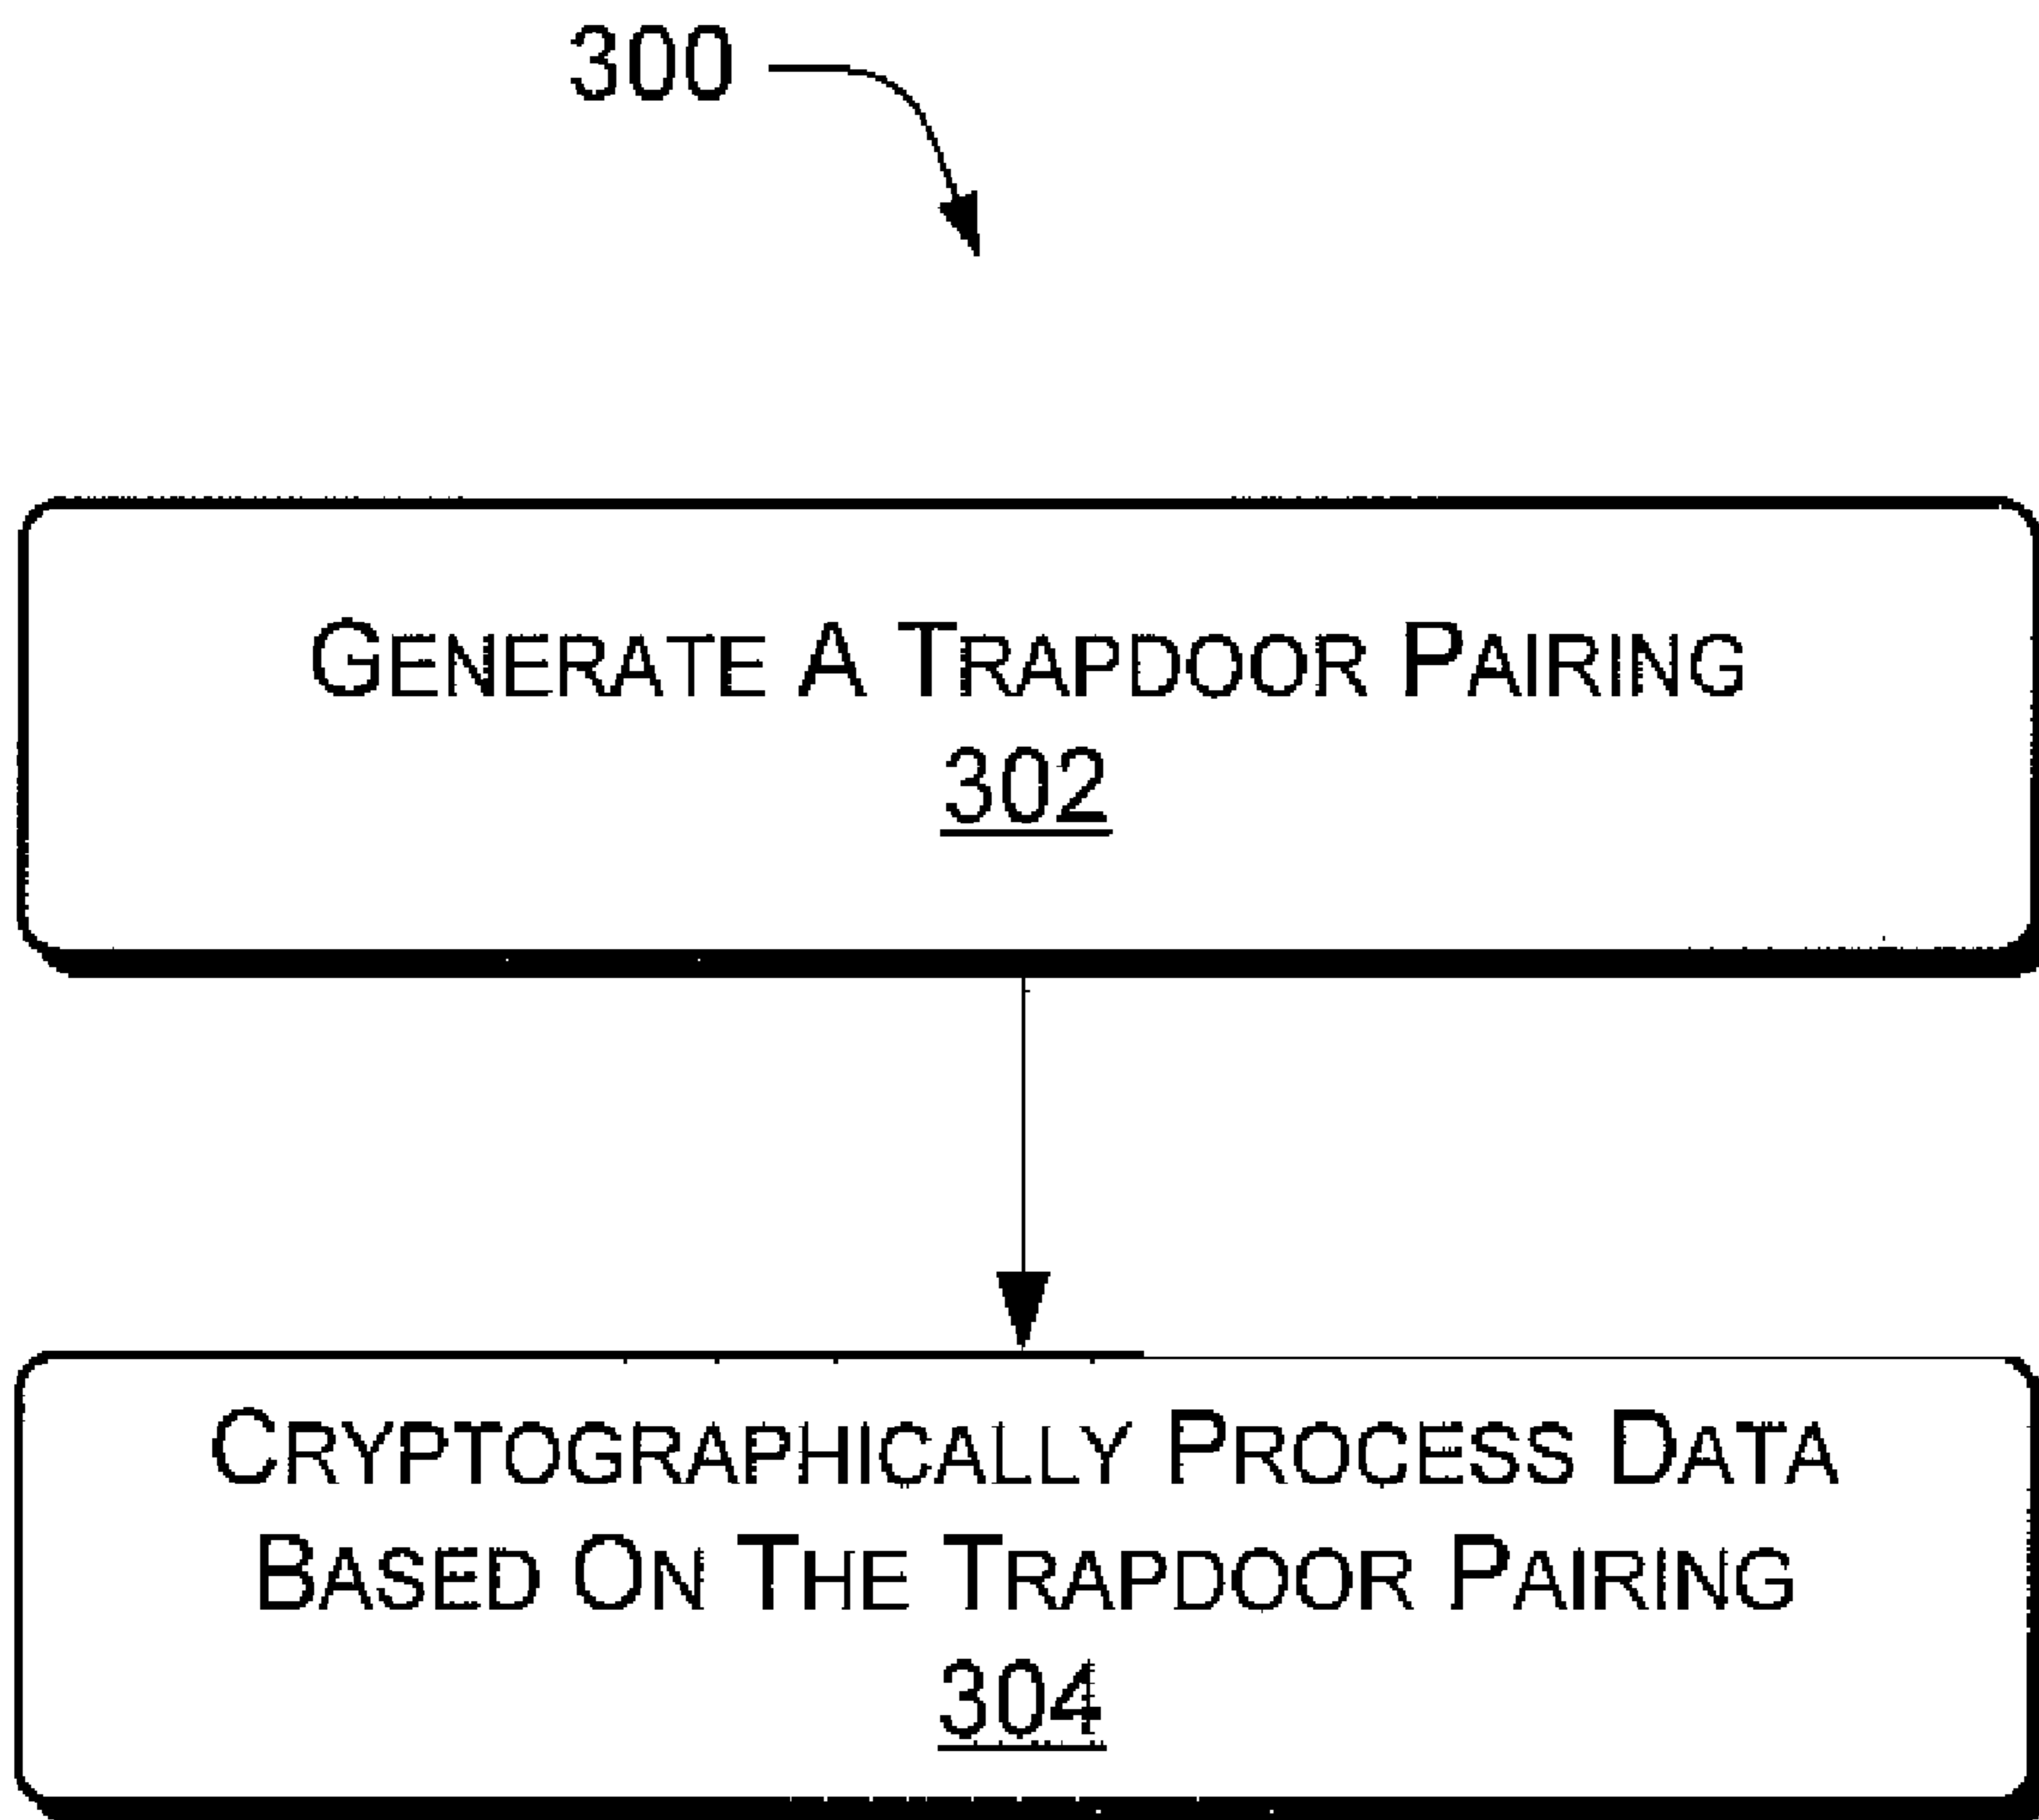 300
GENERATE A TRAPDOOR PAIRING
302
CRYPTOGRAPHICALLY PROCESS DATA
BASED ON THE TRAPDOOR PAIRING
304